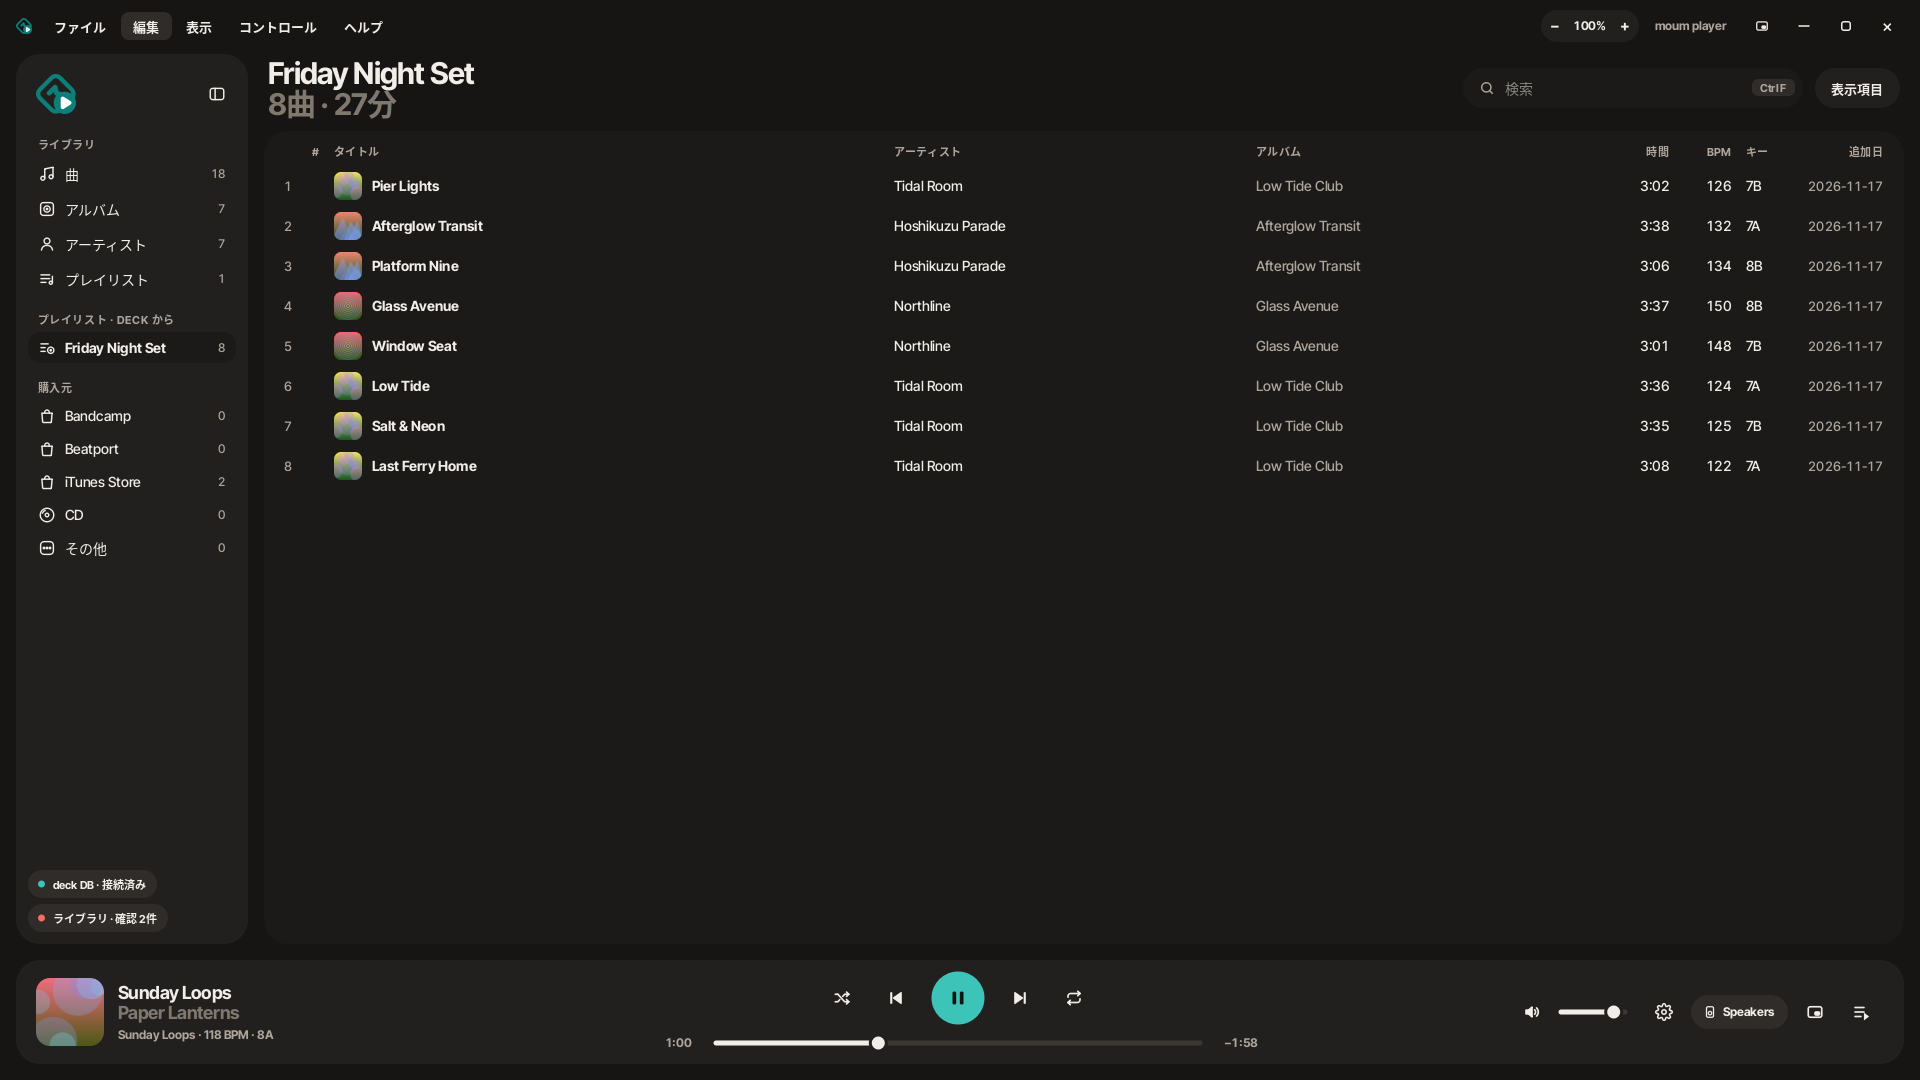 ファイル 編集 表示 コントロール ヘルプ
− 100% +
moum player
ライブラリ
曲 18
アルバム 7
アーティスト 7
プレイリスト 1
プレイリスト · DECK から
Friday Night Set 8
購入元
Bandcamp 0
Beatport 0
iTunes Store 2
CD 0
その他 0
deck DB · 接続済み
ライブラリ · 確認 2件
Friday Night Set
8曲 · 27分
検索 Ctrl F
表示項目
# タイトル アーティスト アルバム 時間 BPM キー 追加日
1 Pier Lights Tidal Room Low Tide Club 3:02 126 7B 2026-11-17
2 Afterglow Transit Hoshikuzu Parade Afterglow Transit 3:38 132 7A 2026-11-17
3 Platform Nine Hoshikuzu Parade Afterglow Transit 3:06 134 8B 2026-11-17
4 Glass Avenue Northline Glass Avenue 3:37 150 8B 2026-11-17
5 Window Seat Northline Glass Avenue 3:01 148 7B 2026-11-17
6 Low Tide Tidal Room Low Tide Club 3:36 124 7A 2026-11-17
7 Salt & Neon Tidal Room Low Tide Club 3:35 125 7B 2026-11-17
8 Last Ferry Home Tidal Room Low Tide Club 3:08 122 7A 2026-11-17
Sunday Loops
Paper Lanterns
Sunday Loops · 118 BPM · 8A
1:00 −1:58
Speakers